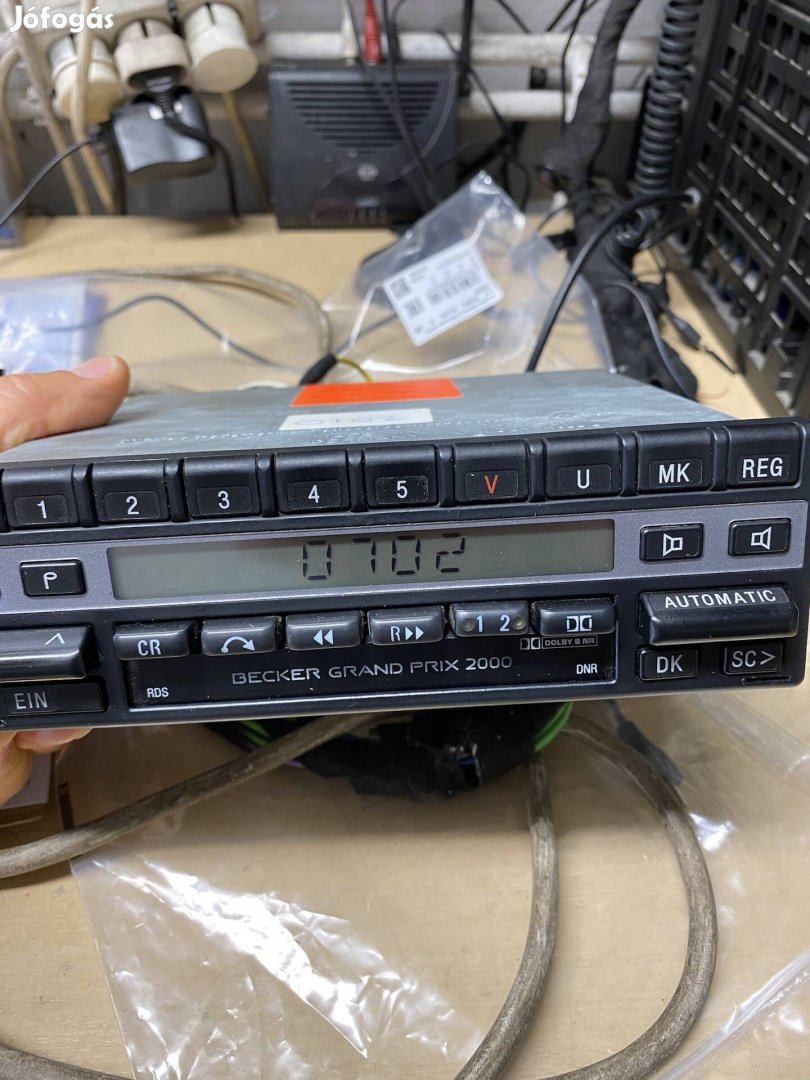 Jófogás
1 2 3 4 5 V U MK REG
0702
AUTOMATIC
CR R 1 2
DOLBY B NR
BECKER GRAND PRIX 2000
RDS DNR
EIN DK SC>